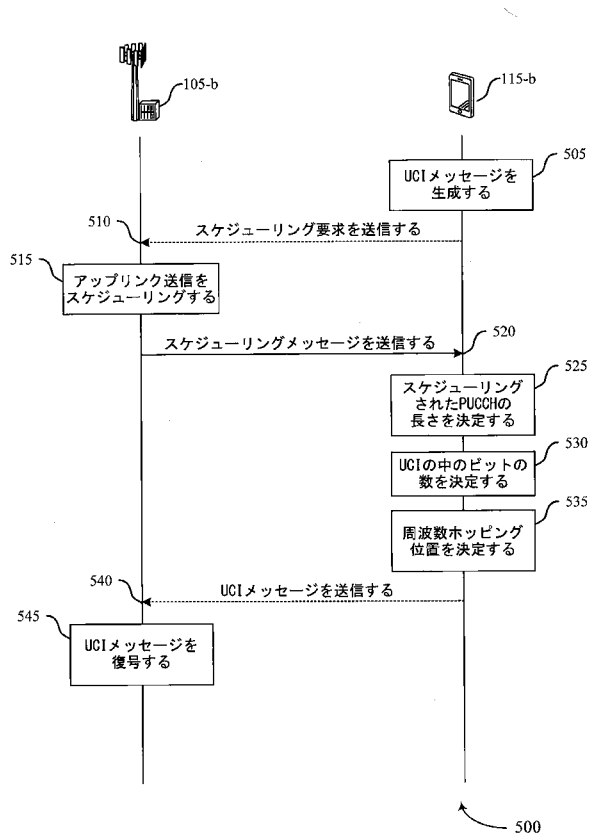 105-b
115-b
505
UCIメッセージを
生成する
510
スケジューリング要求を送信する
515
アップリンク送信を
スケジューリングする
スケジューリングメッセージを送信する
520
525
スケジューリング
されたPUCCHの
長さを決定する
530
UCIの中のビットの
数を決定する
535
周波数ホッピング
位置を決定する
540
UCIメッセージを送信する
545
UCIメッセージを
復号する
500